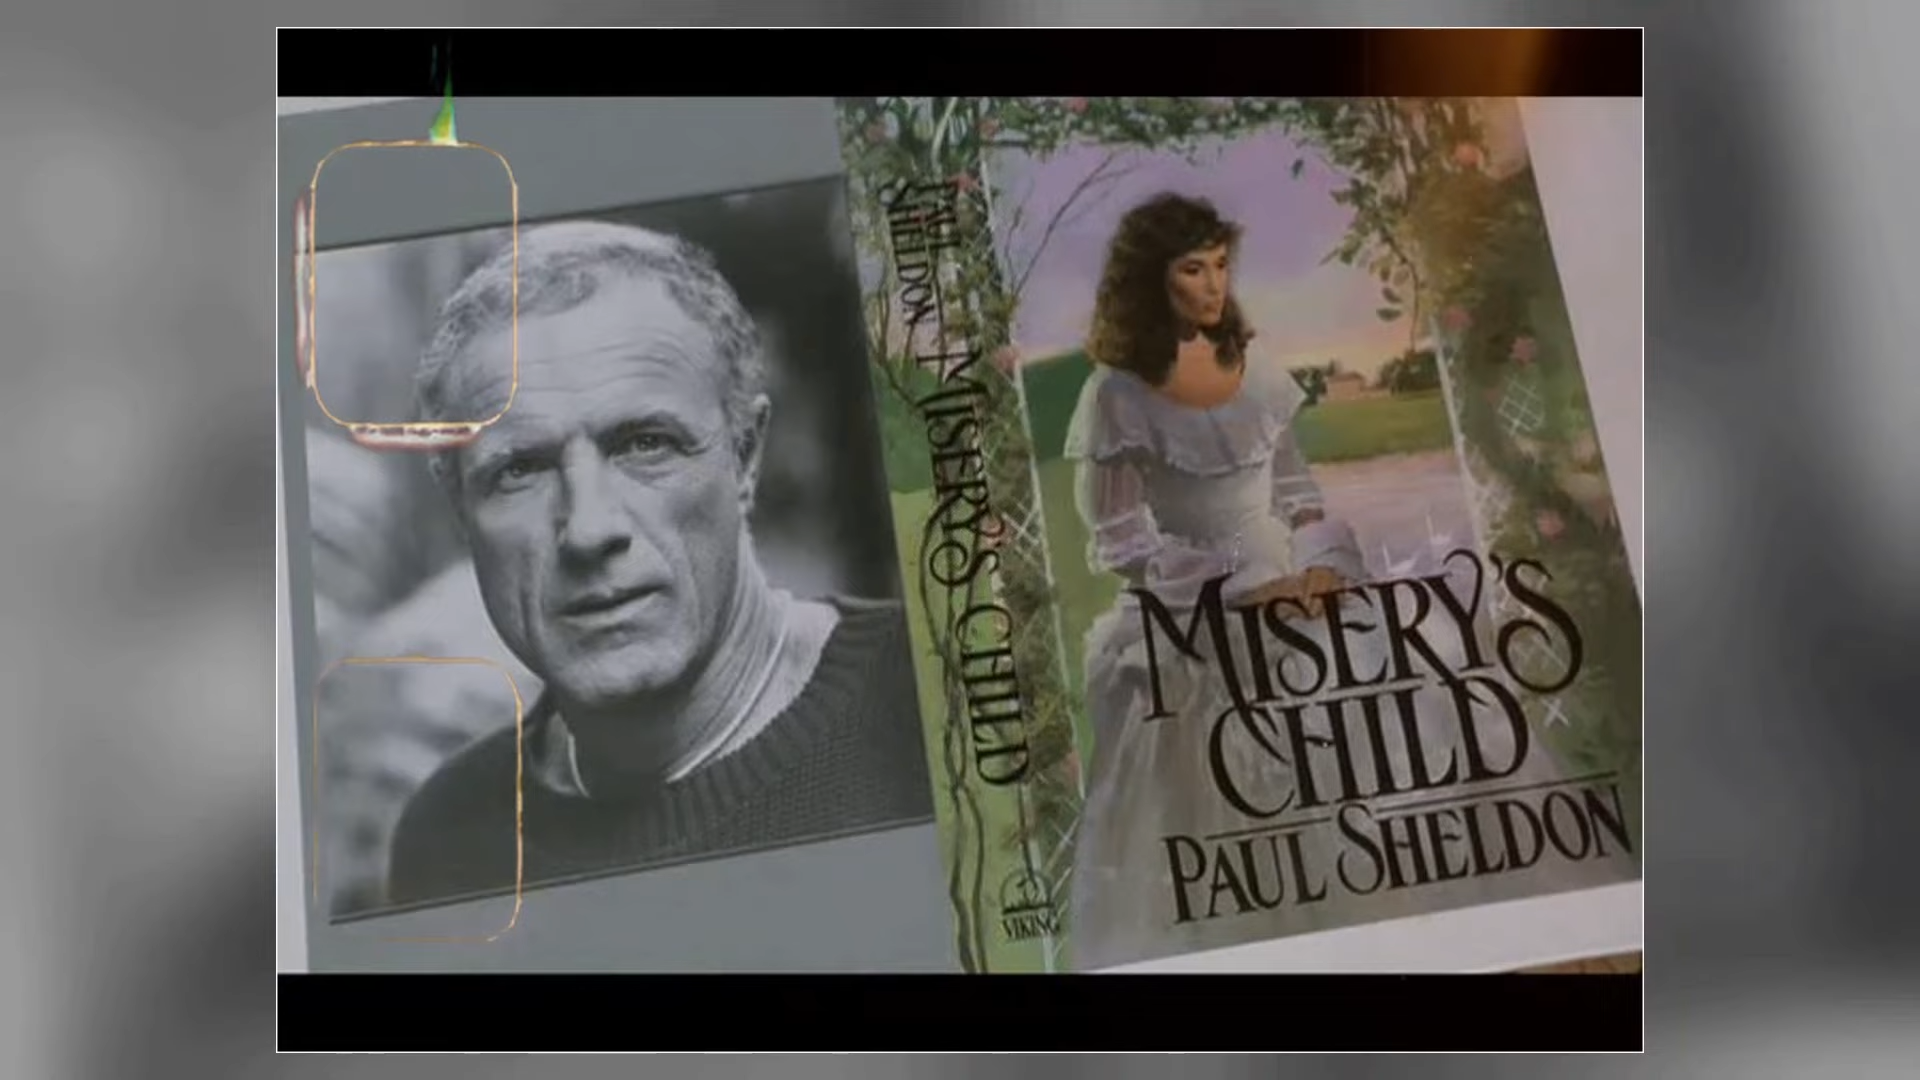 PAUL
SHELDON
MISERY'S CHILD
VIKING
MISERY'S
CHILD
PAUL SHELDON